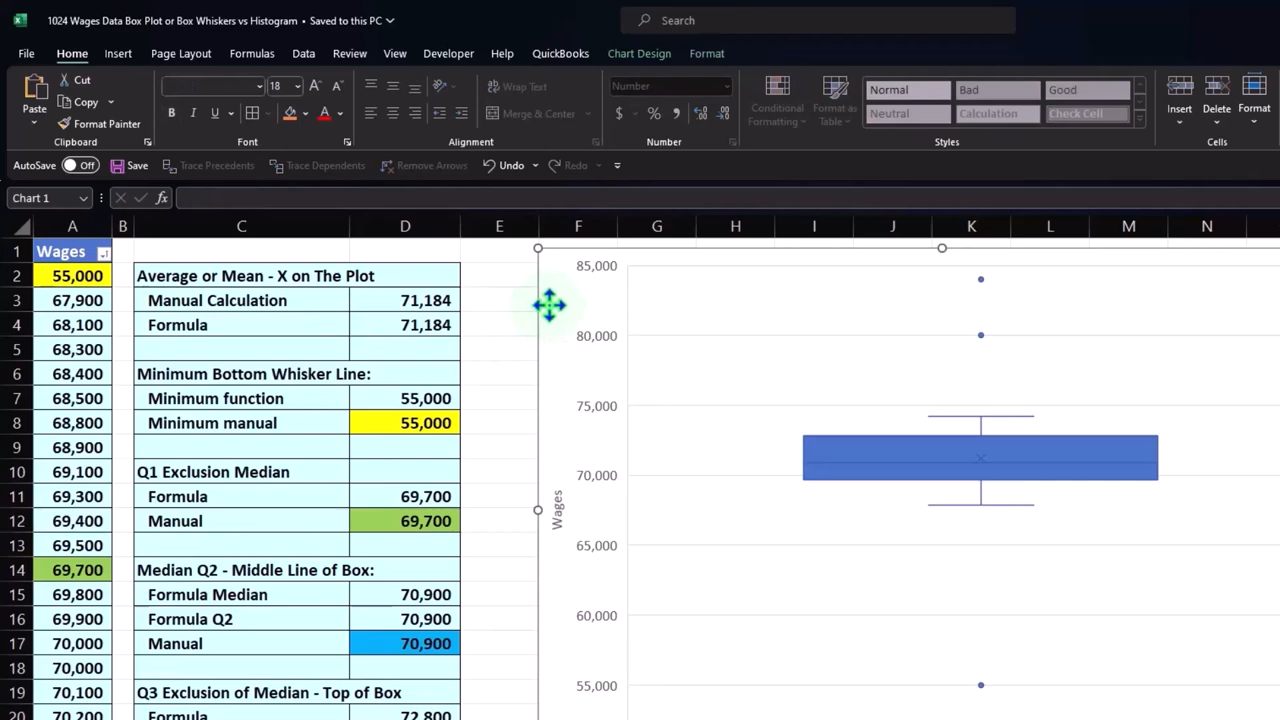 1024 Wages Data Box Plot or Box Whiskers vs Histogram • Saved to this PC
Search
File Home Insert Page Layout Formulas Data Review View Developer Help QuickBooks Chart Design Format
Paste
Cut
Copy
Format Painter
Clipboard
18
B I U
Font
Wrap Text
Merge & Center
Alignment
Number
$ % ,
Number
Conditional Formatting
Format as Table
Normal Bad Good
Neutral Calculation Check Cell
Styles
Insert Delete Format
Cells
AutoSave Off Save Trace Precedents Trace Dependents Remove Arrows Undo Redo
Chart 1 fx
A B C D E F G H I J K L M N
1 Wages
2 55,000 Average or Mean - X on The Plot
3 67,900 Manual Calculation 71,184
4 68,100 Formula 71,184
5 68,300
6 68,400 Minimum Bottom Whisker Line:
7 68,500 Minimum function 55,000
8 68,800 Minimum manual 55,000
9 68,900
10 69,100 Q1 Exclusion Median
11 69,300 Formula 69,700
12 69,400 Manual 69,700
13 69,500
14 69,700 Median Q2 - Middle Line of Box:
15 69,800 Formula Median 70,900
16 69,900 Formula Q2 70,900
17 70,000 Manual 70,900
18 70,000
19 70,100 Q3 Exclusion of Median - Top of Box
20 70,200 Formula 72,800
85,000
80,000
75,000
70,000
65,000
60,000
55,000
Wages